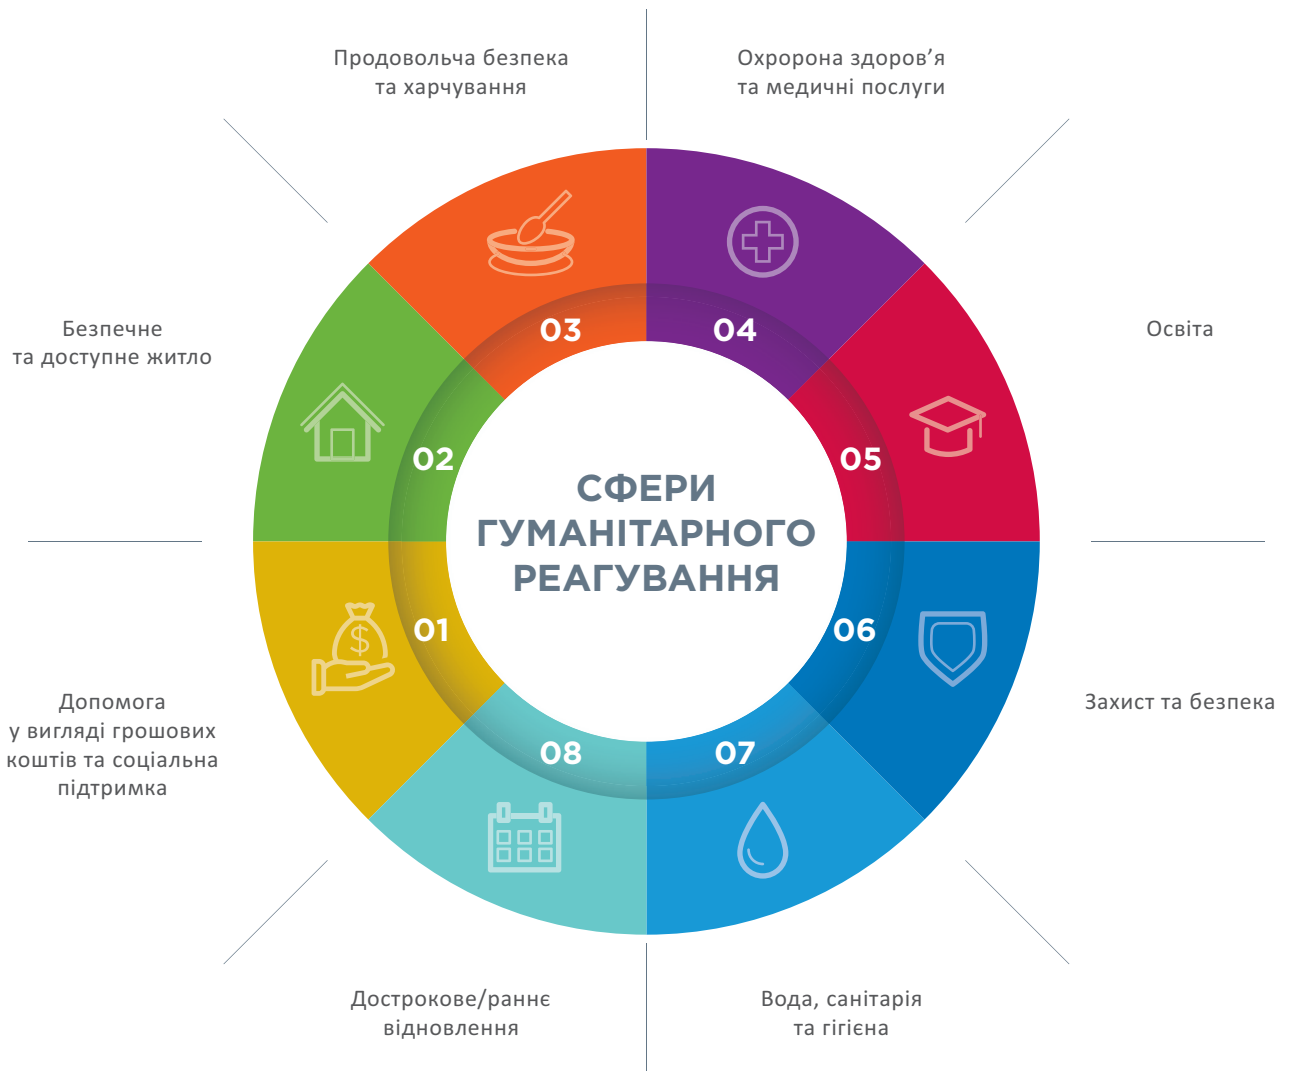 Продовольча безпека
та харчування
Охророна здоров’я
та медичні послуги
Безпечне
та доступне житло
Освіта
03
04
02
05
СФЕРИ
ГУМАНІТАРНОГО
РЕАГУВАННЯ
01
06
$
Допомога
у вигляді грошових
коштів та соціальна
підтримка
Захист та безпека
08
07
Дострокове/раннє
відновлення
Вода, санітарія
та гігієна